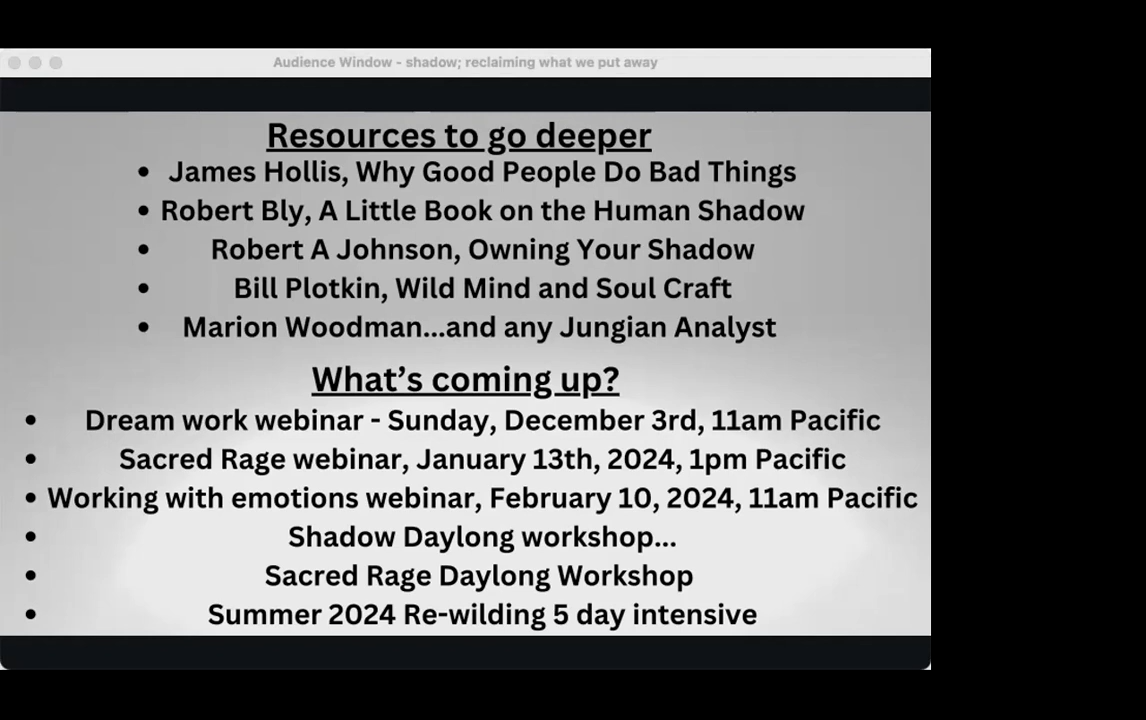 Audience Window - shadow; reclaiming what we put away
Resources to go deeper
• James Hollis, Why Good People Do Bad Things
• Robert Bly, A Little Book on the Human Shadow
• Robert A Johnson, Owning Your Shadow
• Bill Plotkin, Wild Mind and Soul Craft
• Marion Woodman...and any Jungian Analyst
What's coming up?
• Dream work webinar - Sunday, December 3rd, 11am Pacific
• Sacred Rage webinar, January 13th, 2024, 1pm Pacific
• Working with emotions webinar, February 10, 2024, 11am Pacific
• Shadow Daylong workshop...
• Sacred Rage Daylong Workshop
• Summer 2024 Re-wilding 5 day intensive